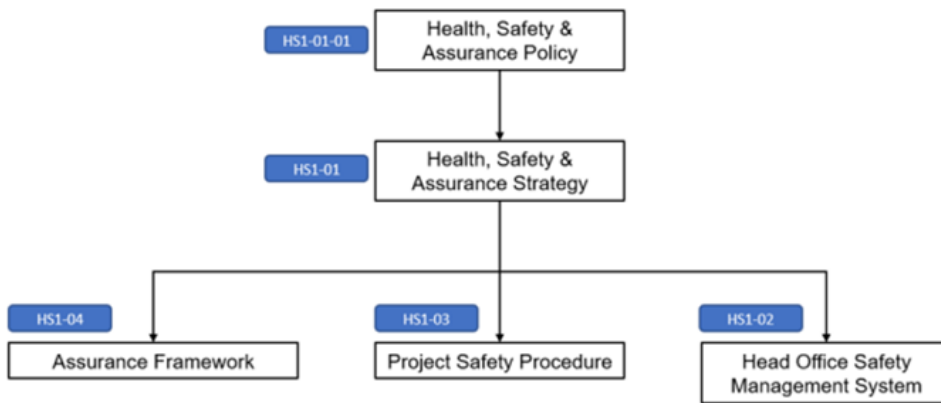 HS1-01-01
Health, Safety &
Assurance Policy
HS1-01
Health, Safety &
Assurance Strategy
HS1-04
HS1-03
HS1-02
Assurance Framework
Project Safety Procedure
Head Office Safety
Management System